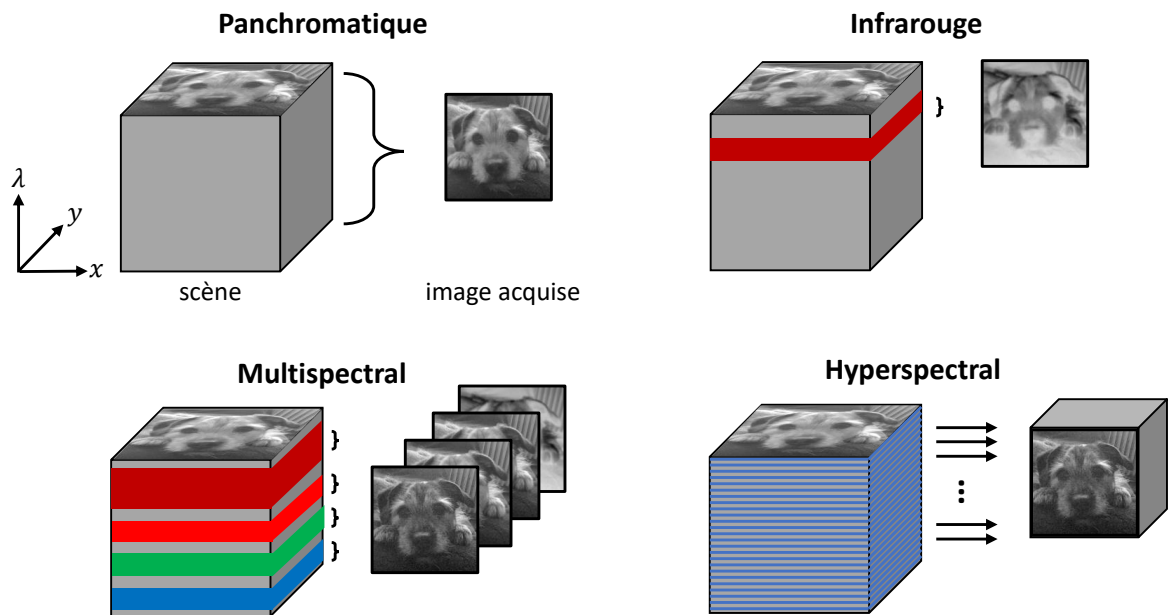 Panchromatique
Infrarouge
λ
y
x
scène
image acquise
Multispectral
Hyperspectral